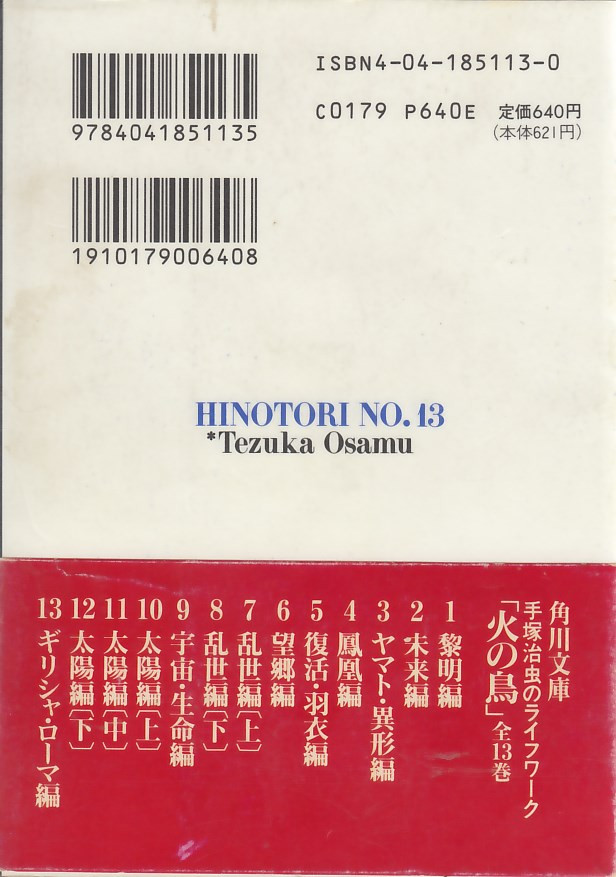 ISBN4-04-185113-0
C0179 P640E 定価640円
(本体621円)
9784041851135
1910179006408
HINOTORI NO.13
*Tezuka Osamu
角川文庫
手塚治虫のライフワーク
「火の鳥」全13巻
1 黎明編
2 未来編
3 ヤマト・異形編
4 鳳凰編
5 復活・羽衣編
6 望郷編
7 乱世編〔上〕
8 乱世編〔下〕
9 宇宙・生命編
10 太陽編〔上〕
11 太陽編〔中〕
12 太陽編〔下〕
13 ギリシャ・ローマ編